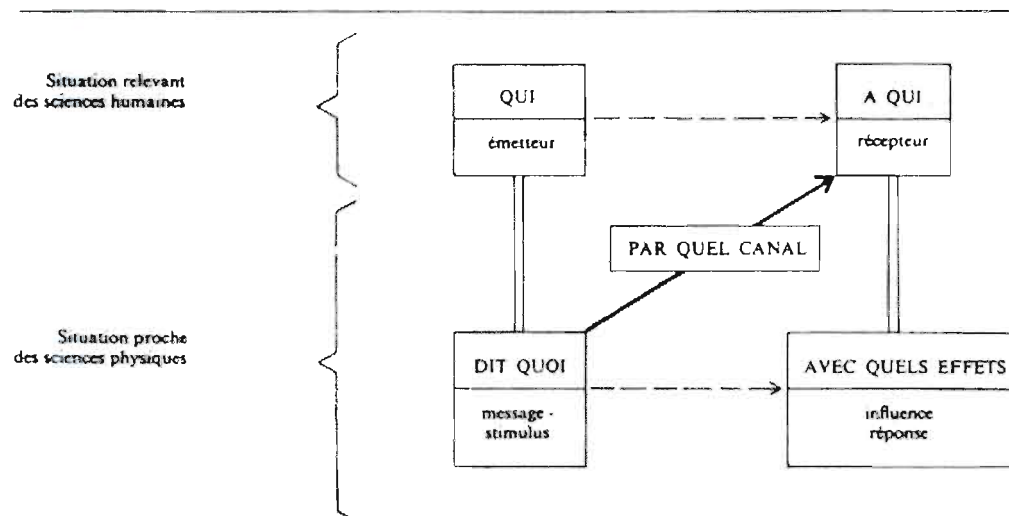 Situation relevant
des sciences humaines
QUI
émetteur
A QUI
récepteur
PAR QUEL CANAL
Situation proche
des sciences physiques
DIT QUOI
message -
stimulus
AVEC QUELS EFFETS
influence
réponse